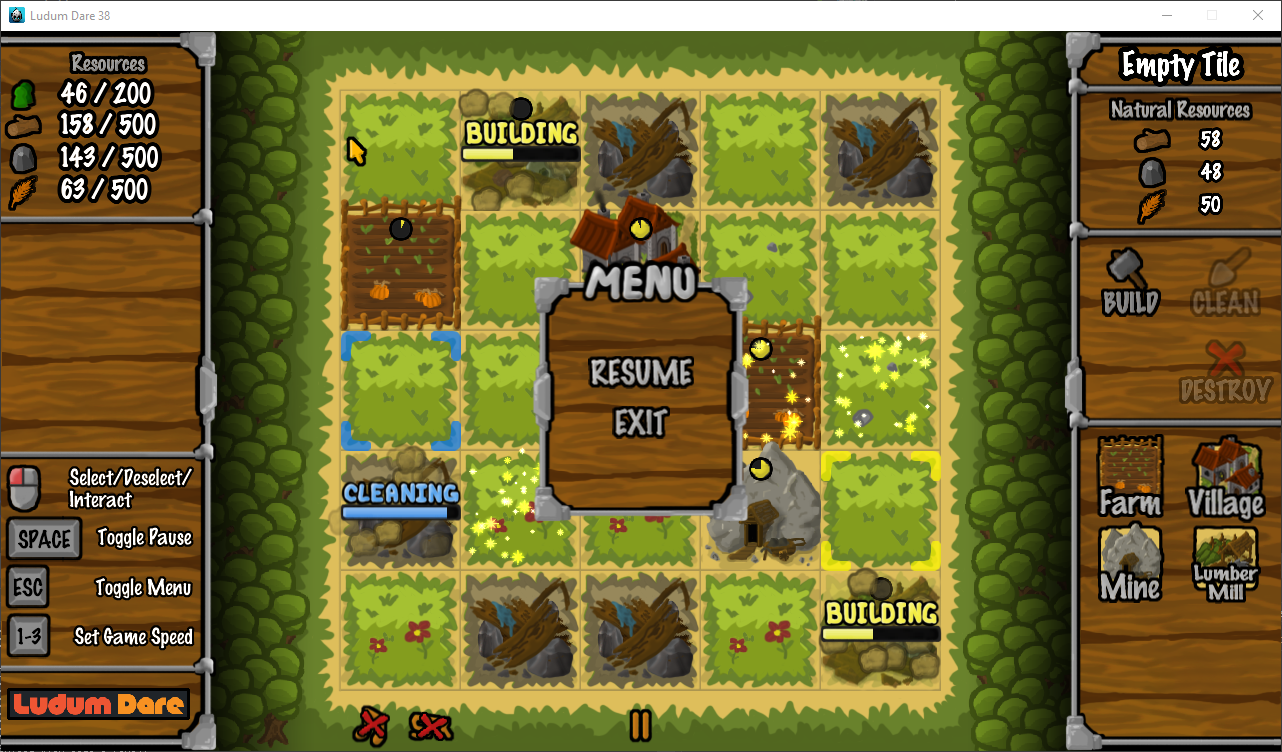 Ludum Dare 38
Resources
46 / 200
158 / 500
143 / 500
63 / 500
Select/Deselect/
Interact
SPACE Toggle Pause
ESC Toggle Menu
1-3 Set Game Speed
Ludum Dare
BUILDING
MENU
RESUME
EXIT
CLEANING
BUILDING
Empty Tile
Natural Resources
58
48
50
BUILD CLEAN
DESTROY
Farm Village
Mine Lumber
Mill